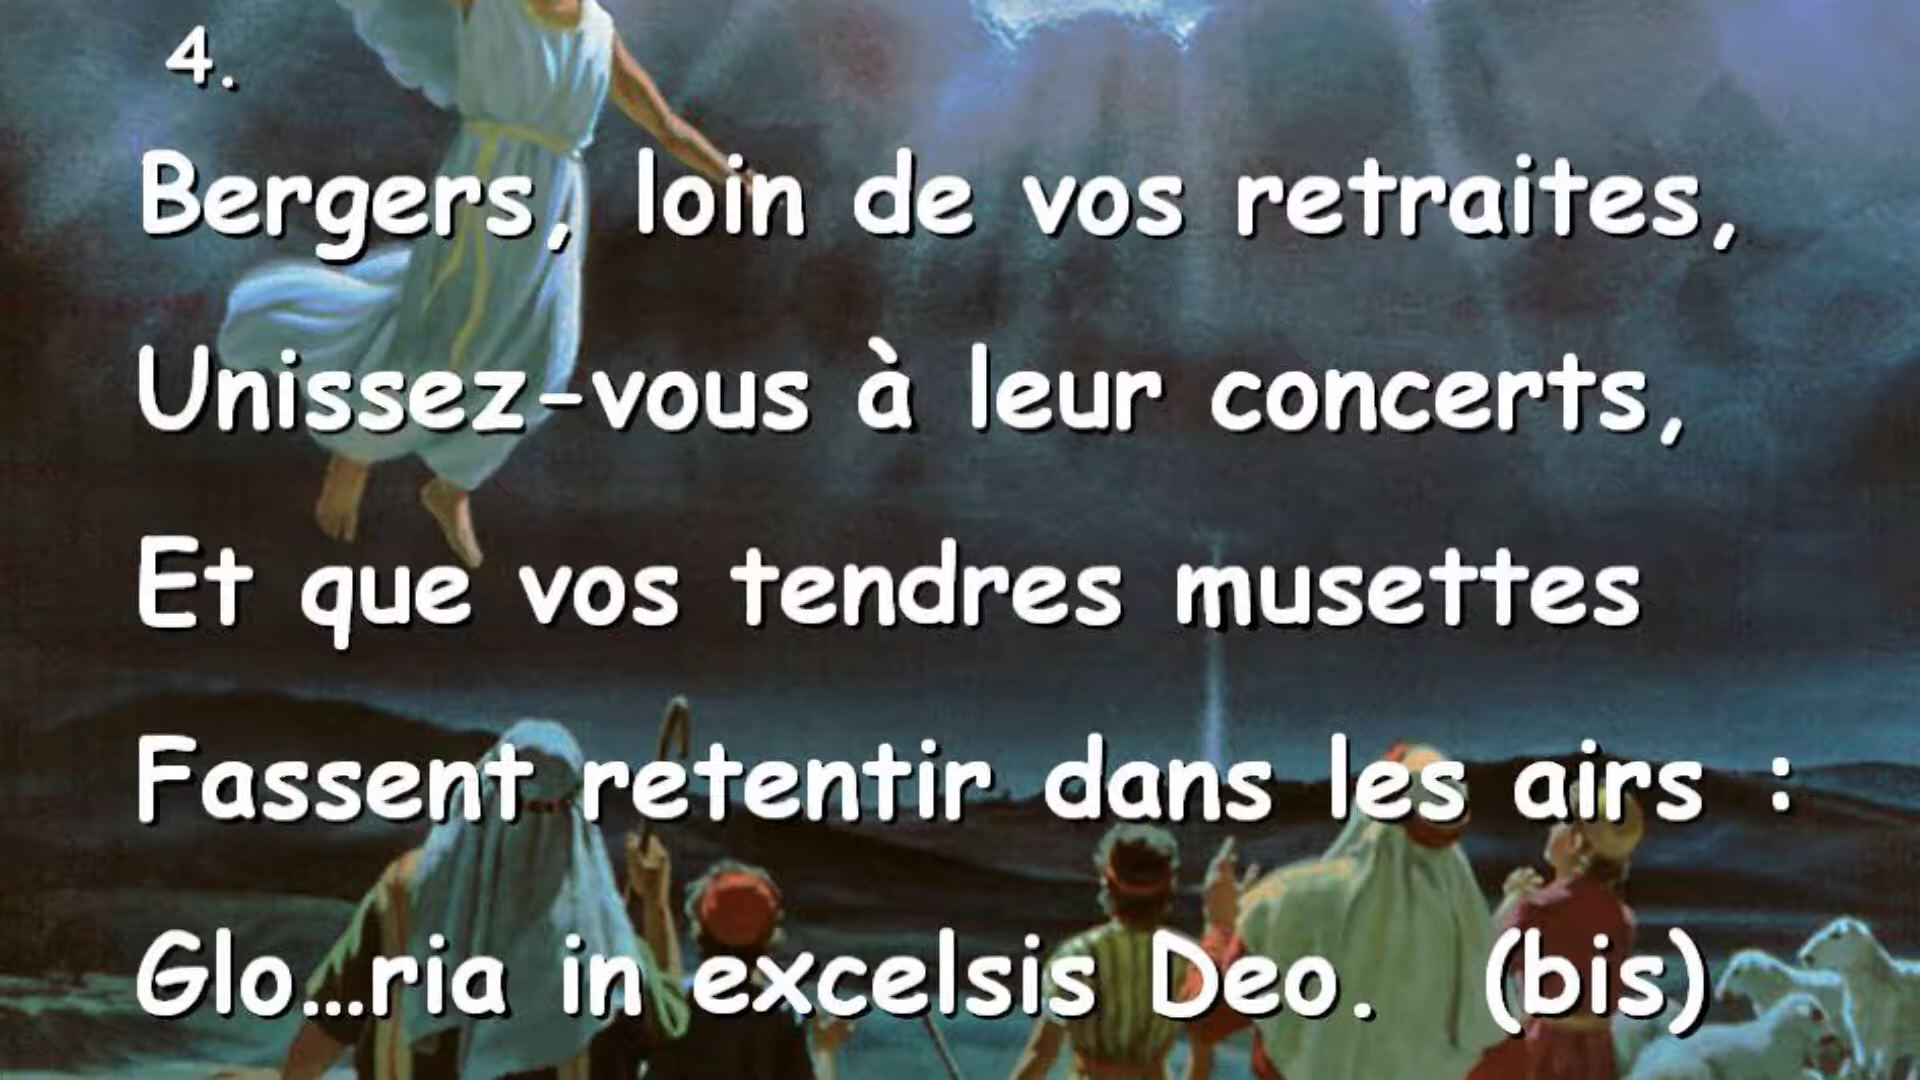 4.
Bergers, loin de vos retraites,
Unissez-vous à leur concerts,
Et que vos tendres musettes
Fassent retentir dans les airs :
Glo...ria in excelsis Deo. (bis)